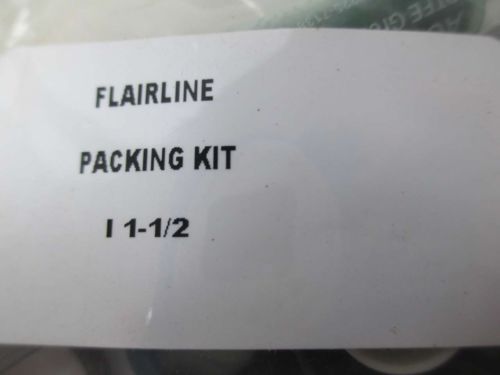 FLAIRLINE
PACKING KIT
I 1-1/2